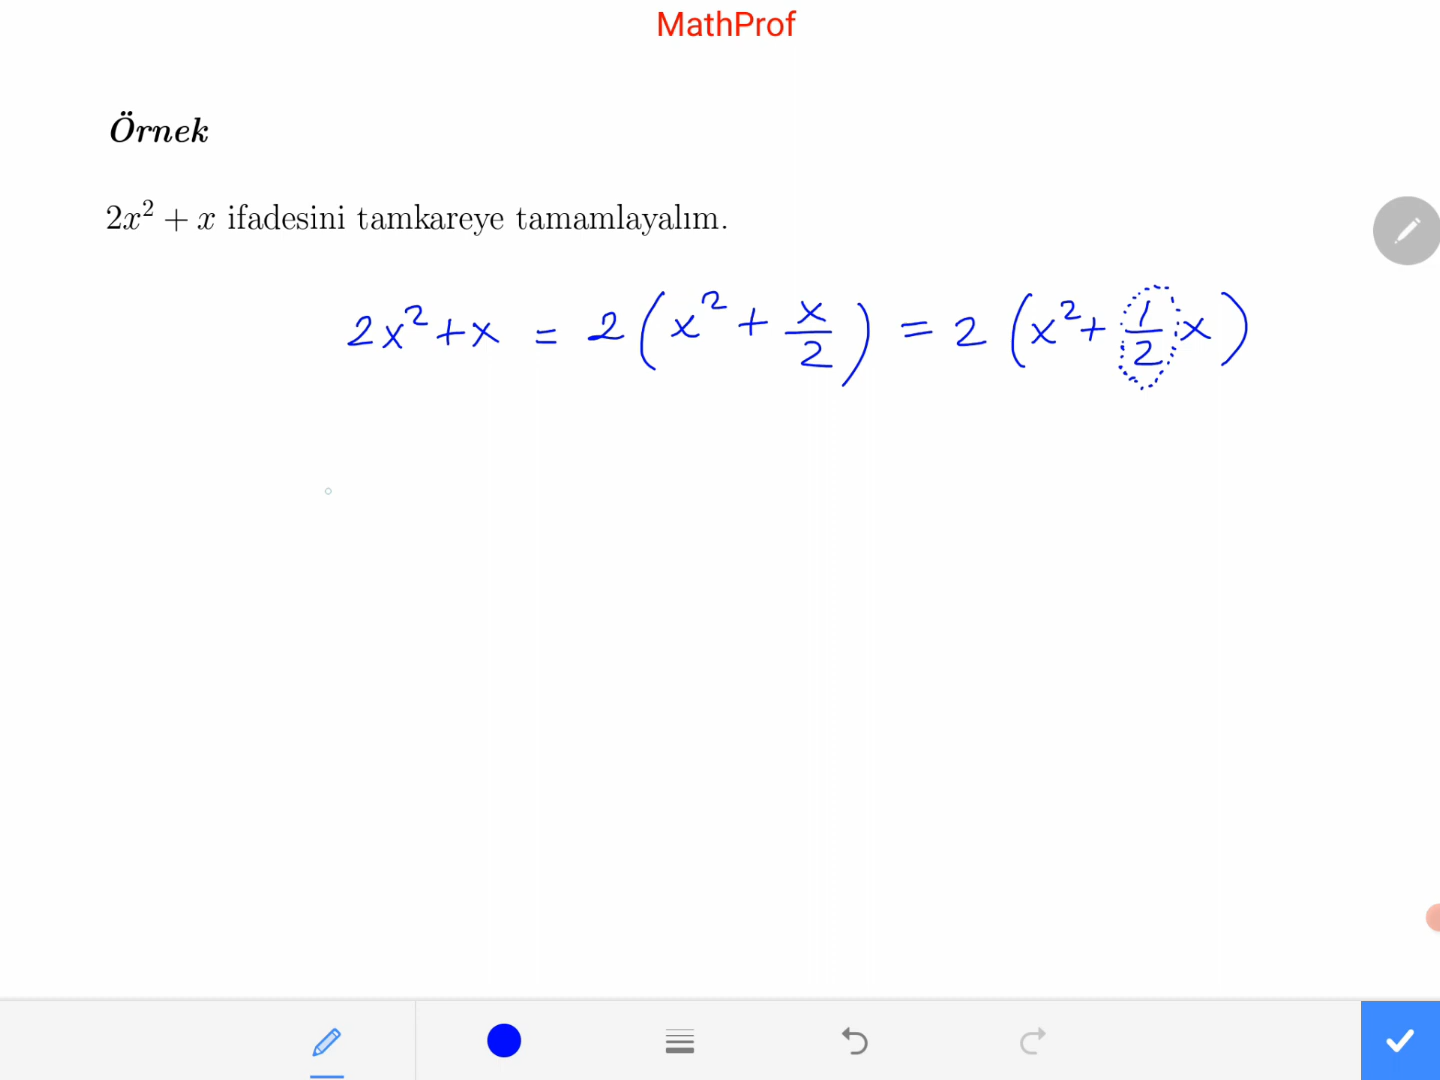 MathProf
Örnek
2x² + x ifadesini tamkareye tamamlayalım.
2x² + x = 2(x² + x/2) = 2(x² + 1/2 x)